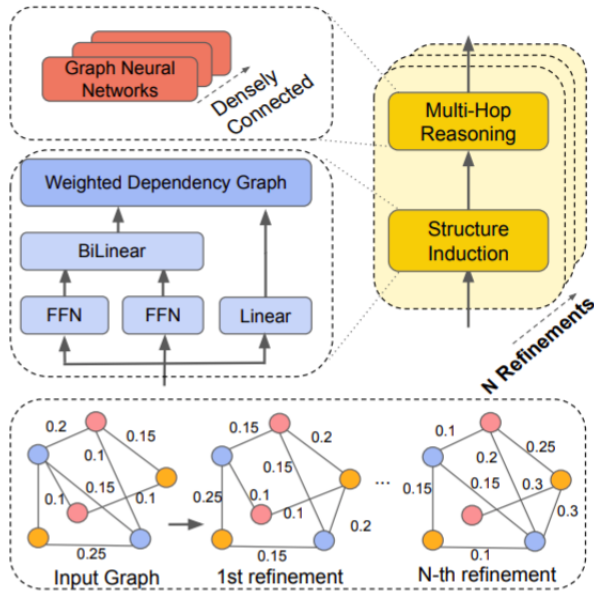 Graph Neural
Networks
Densely
Connected
Multi-Hop
Reasoning
Weighted Dependency Graph
Structure
Induction
BiLinear
FFN
FFN
Linear
N Refinements
0.2
0.15
0.1
0.1
0.15
0.1
0.25
Input Graph
0.15
0.2
0.15
0.25
0.1
0.1
0.2
0.15
1st refinement
...
0.1
0.25
0.2
0.15
0.15
0.3
0.3
0.1
N-th refinement